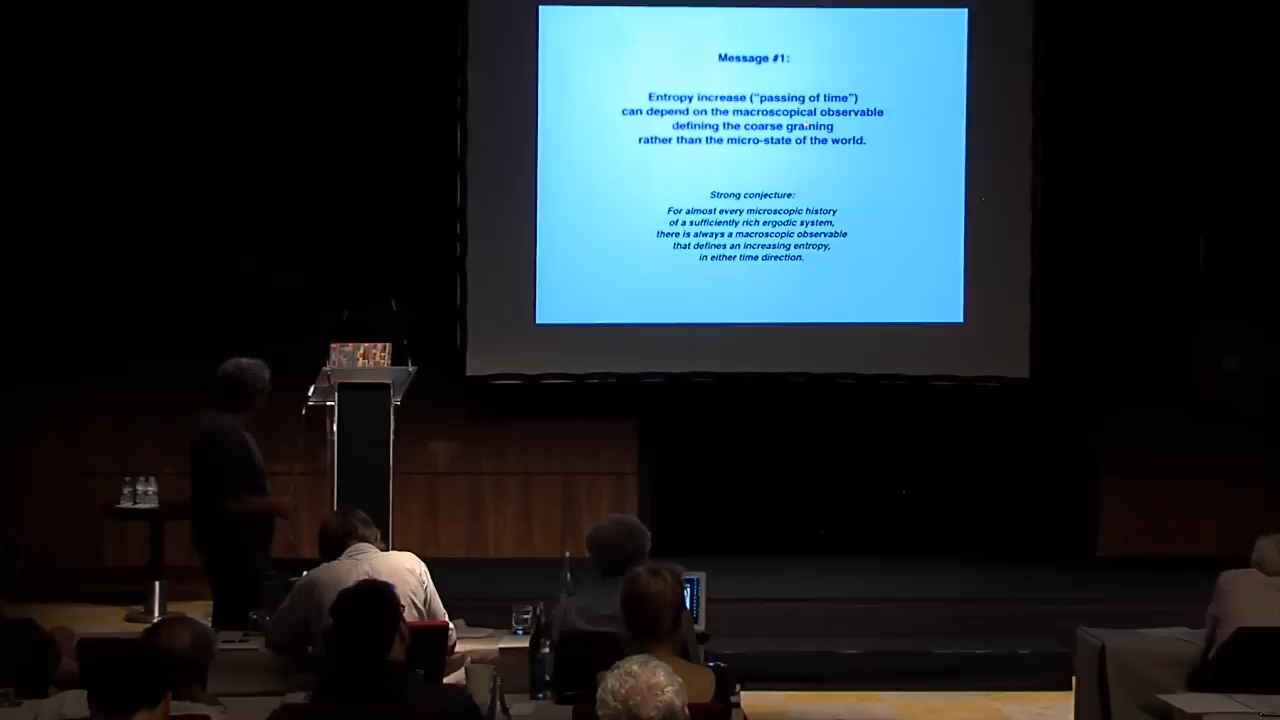 Message #1:
Entropy increase ("passing of time")
can depend on the macroscopical observable
defining the coarse graining
rather than the micro-state of the world.
Strong conjecture:
For almost every microscopic history
of a sufficiently rich ergodic system,
there is always a macroscopic observable
that defines an increasing entropy,
in either time direction.